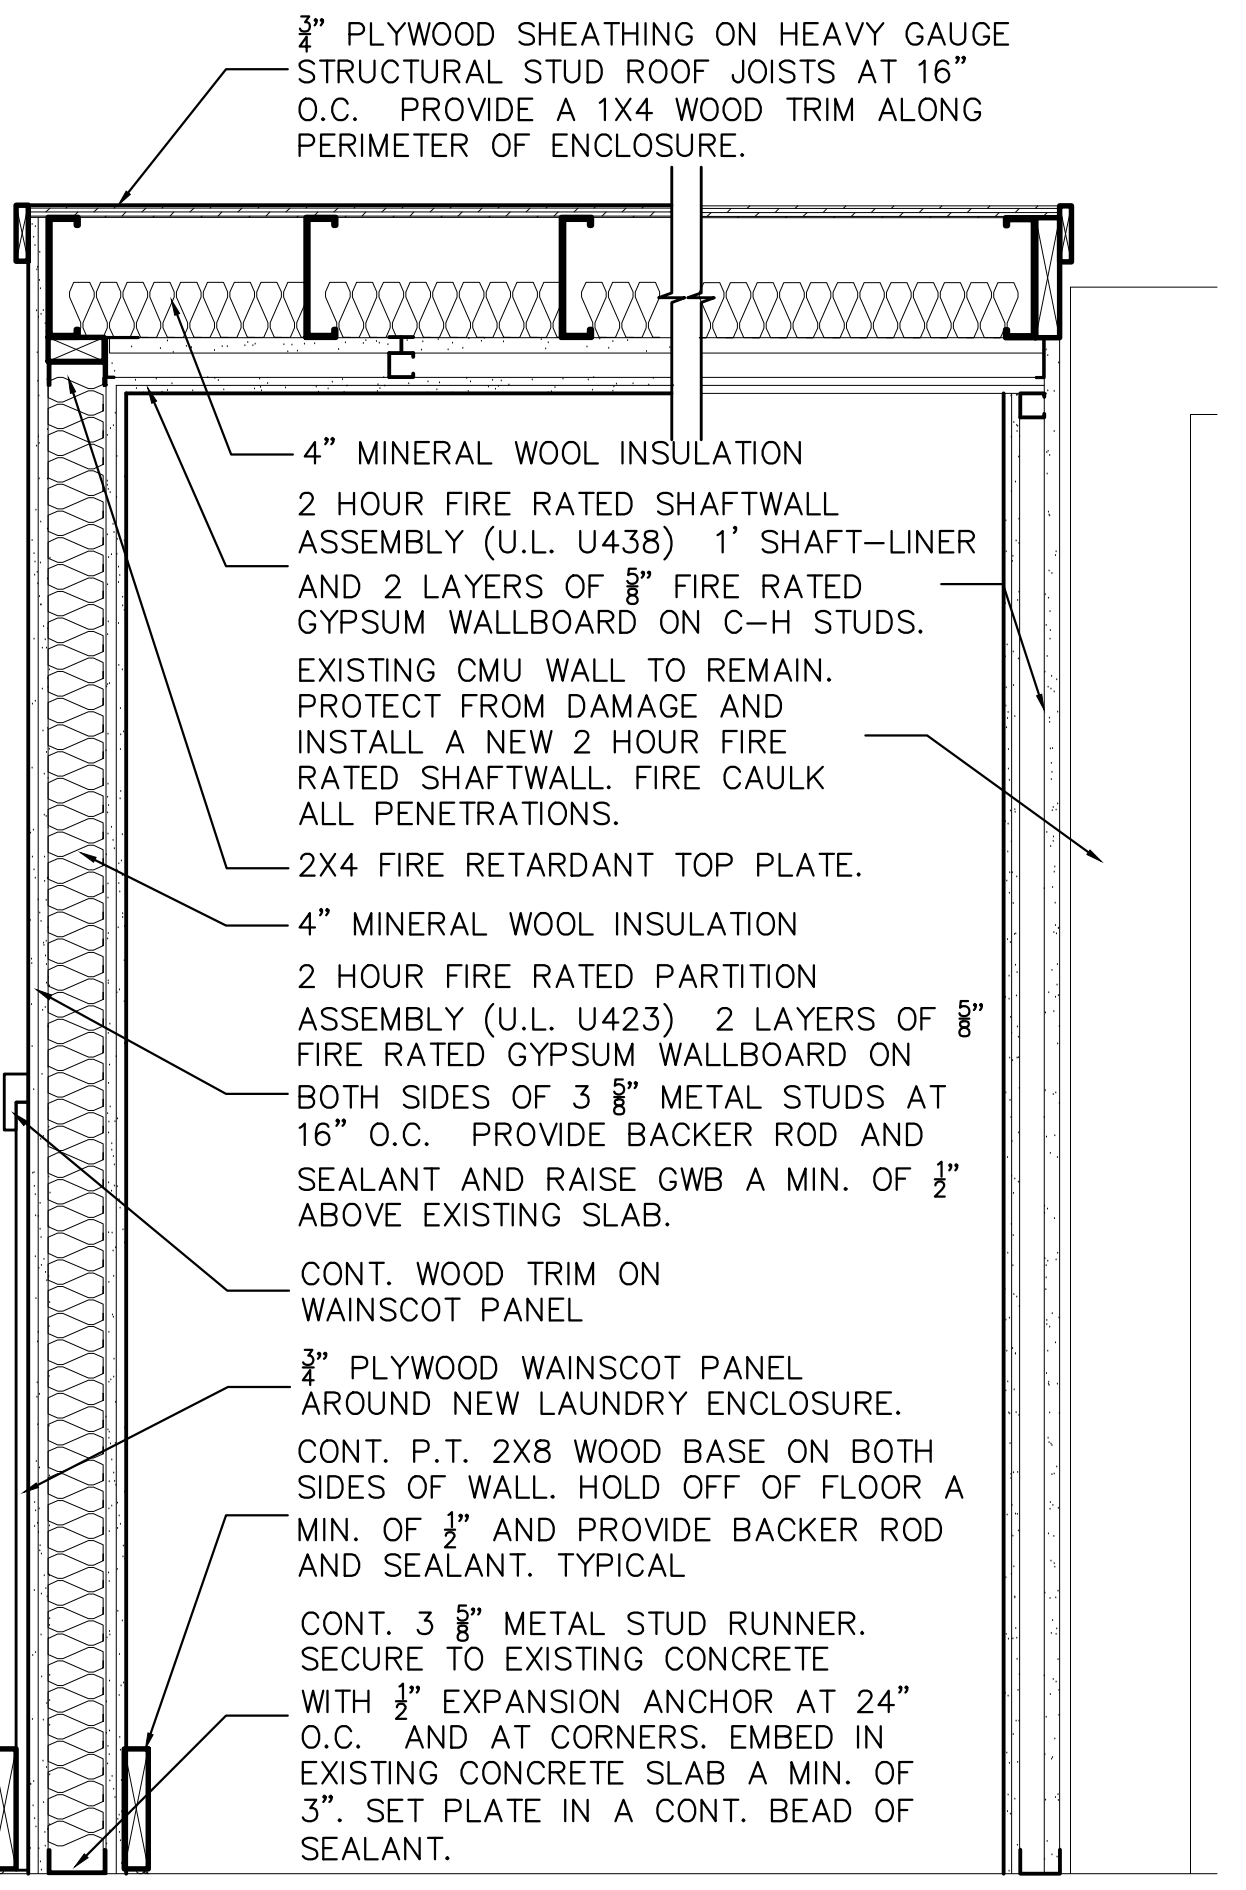 ¾” PLYWOOD SHEATHING ON HEAVY GAUGE
STRUCTURAL STUD ROOF JOISTS AT 16”
O.C. PROVIDE A 1X4 WOOD TRIM ALONG
PERIMETER OF ENCLOSURE.
4” MINERAL WOOL INSULATION
2 HOUR FIRE RATED SHAFTWALL
ASSEMBLY (U.L. U438) 1’ SHAFT–LINER
AND 2 LAYERS OF ⅝” FIRE RATED
GYPSUM WALLBOARD ON C–H STUDS.
EXISTING CMU WALL TO REMAIN.
PROTECT FROM DAMAGE AND
INSTALL A NEW 2 HOUR FIRE
RATED SHAFTWALL. FIRE CAULK
ALL PENETRATIONS.
2X4 FIRE RETARDANT TOP PLATE.
4” MINERAL WOOL INSULATION
2 HOUR FIRE RATED PARTITION
ASSEMBLY (U.L. U423) 2 LAYERS OF ⅝”
FIRE RATED GYPSUM WALLBOARD ON
BOTH SIDES OF 3 ⅝” METAL STUDS AT
16” O.C. PROVIDE BACKER ROD AND
SEALANT AND RAISE GWB A MIN. OF ½”
ABOVE EXISTING SLAB.
CONT. WOOD TRIM ON
WAINSCOT PANEL
¾” PLYWOOD WAINSCOT PANEL
AROUND NEW LAUNDRY ENCLOSURE.
CONT. P.T. 2X8 WOOD BASE ON BOTH
SIDES OF WALL. HOLD OFF OF FLOOR A
MIN. OF ½” AND PROVIDE BACKER ROD
AND SEALANT. TYPICAL
CONT. 3 ⅝” METAL STUD RUNNER.
SECURE TO EXISTING CONCRETE
WITH ½” EXPANSION ANCHOR AT 24”
O.C. AND AT CORNERS. EMBED IN
EXISTING CONCRETE SLAB A MIN. OF
3”. SET PLATE IN A CONT. BEAD OF
SEALANT.